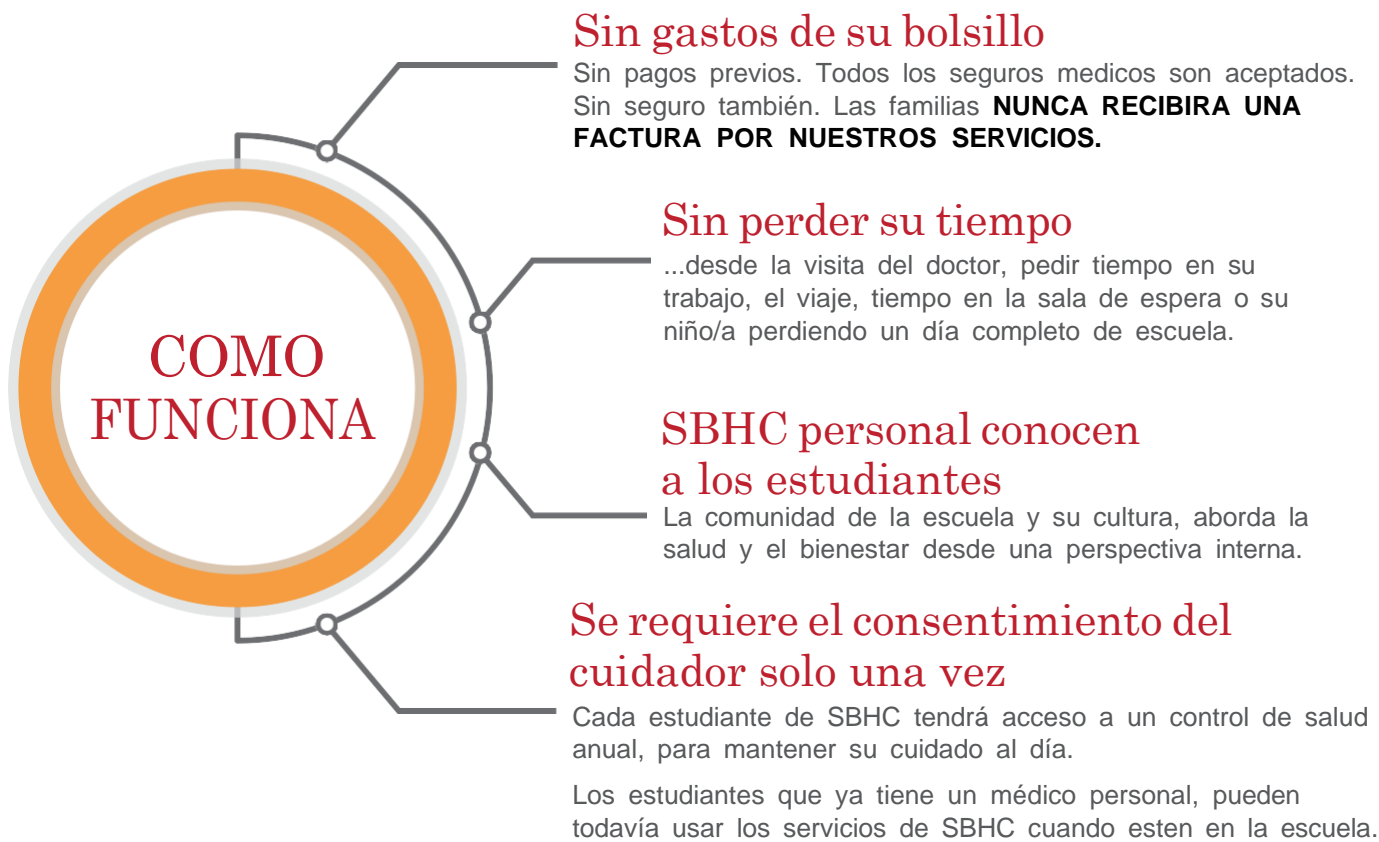 Sin gastos de su bolsillo
Sin pagos previos. Todos los seguros medicos son aceptados.
Sin seguro también. Las familias NUNCA RECIBIRA UNA
FACTURA POR NUESTROS SERVICIOS.
Sin perder su tiempo
...desde la visita del doctor, pedir tiempo en su
trabajo, el viaje, tiempo en la sala de espera o su
niño/a perdiendo un día completo de escuela.
COMO
FUNCIONA
SBHC personal conocen
a los estudiantes
La comunidad de la escuela y su cultura, aborda la
salud y el bienestar desde una perspectiva interna.
Se requiere el consentimiento del
cuidador solo una vez
Cada estudiante de SBHC tendrá acceso a un control de salud
anual, para mantener su cuidado al día.
Los estudiantes que ya tiene un médico personal, pueden
todavía usar los servicios de SBHC cuando esten en la escuela.